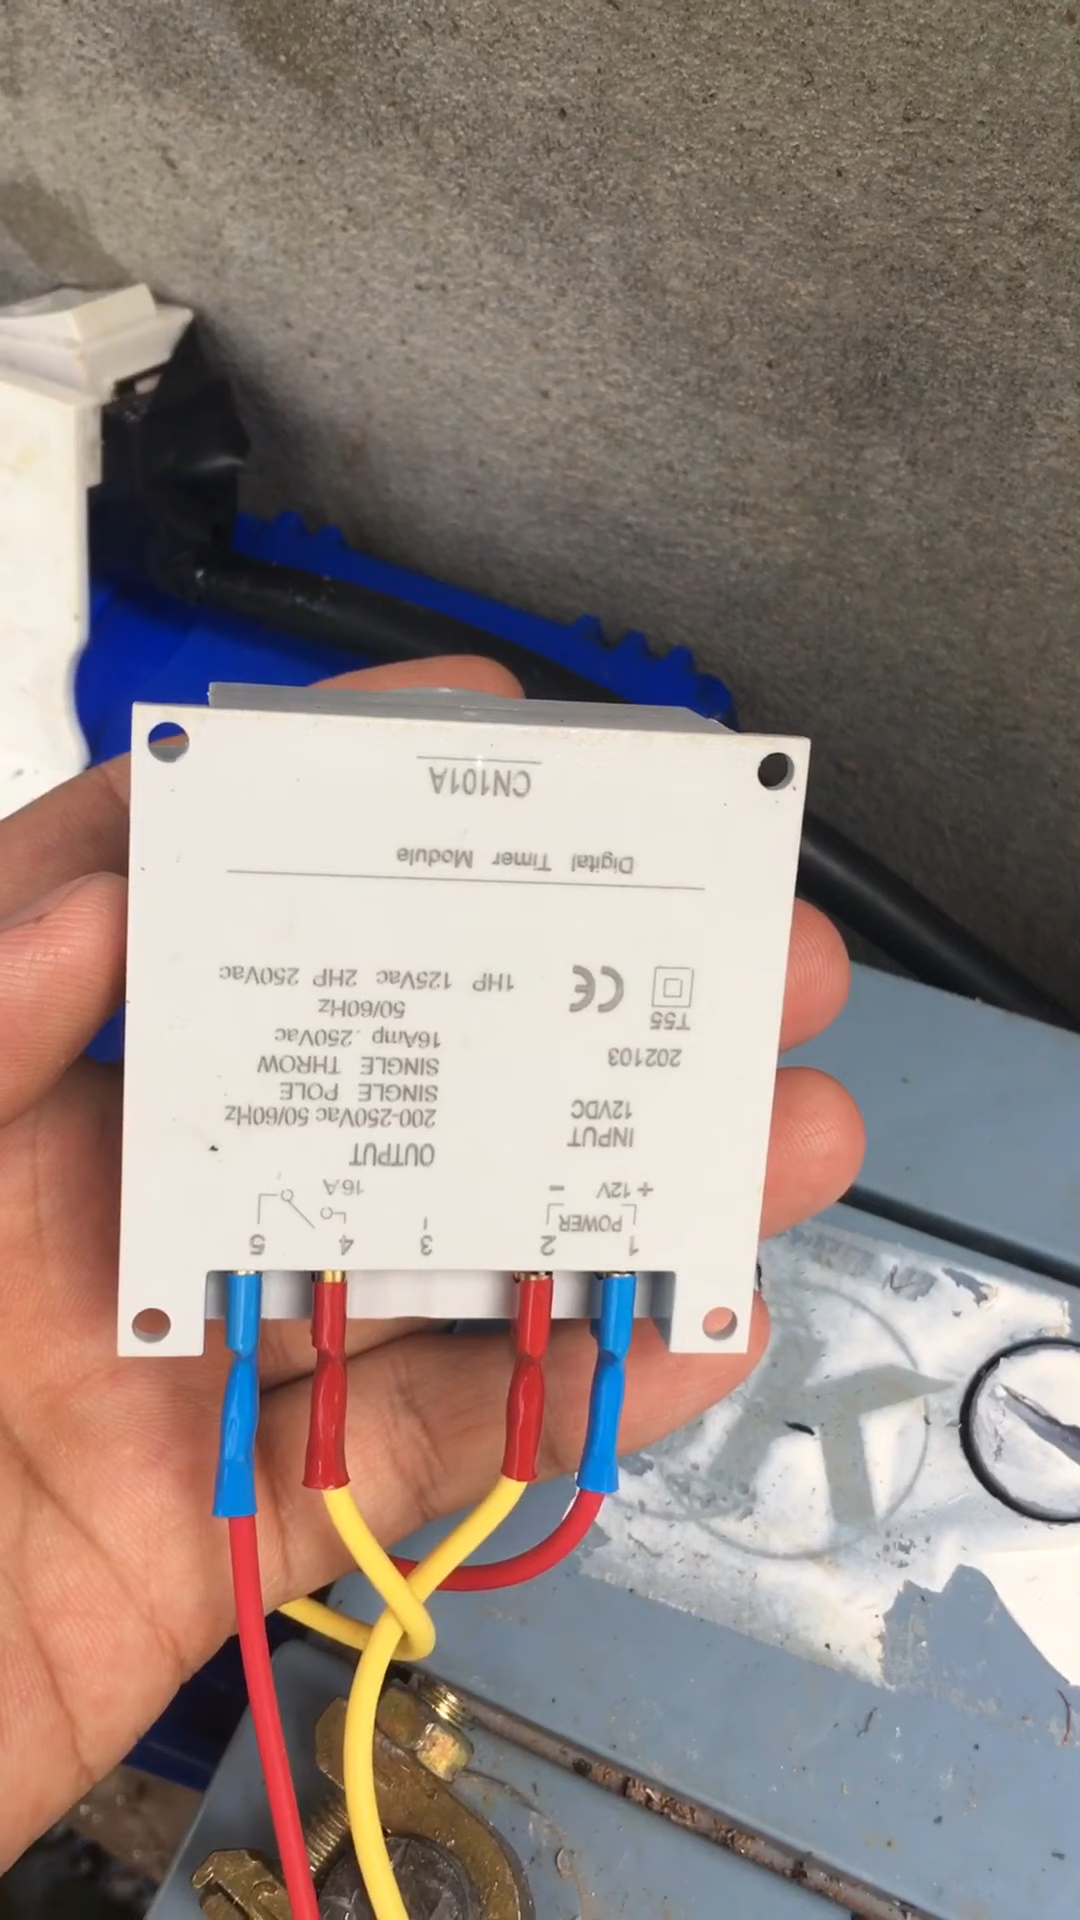 1 2 3 4 5
POWER
+ 12V −
16A
INPUT
12VDC
OUTPUT
200-250Vac 50/60Hz
SINGLE POLE
SINGLE THROW
16Amp . 250Vac
50/60Hz
1HP 125Vac 2HP 250Vac
202103
T55
CE
Digital Timer Module
CN101A